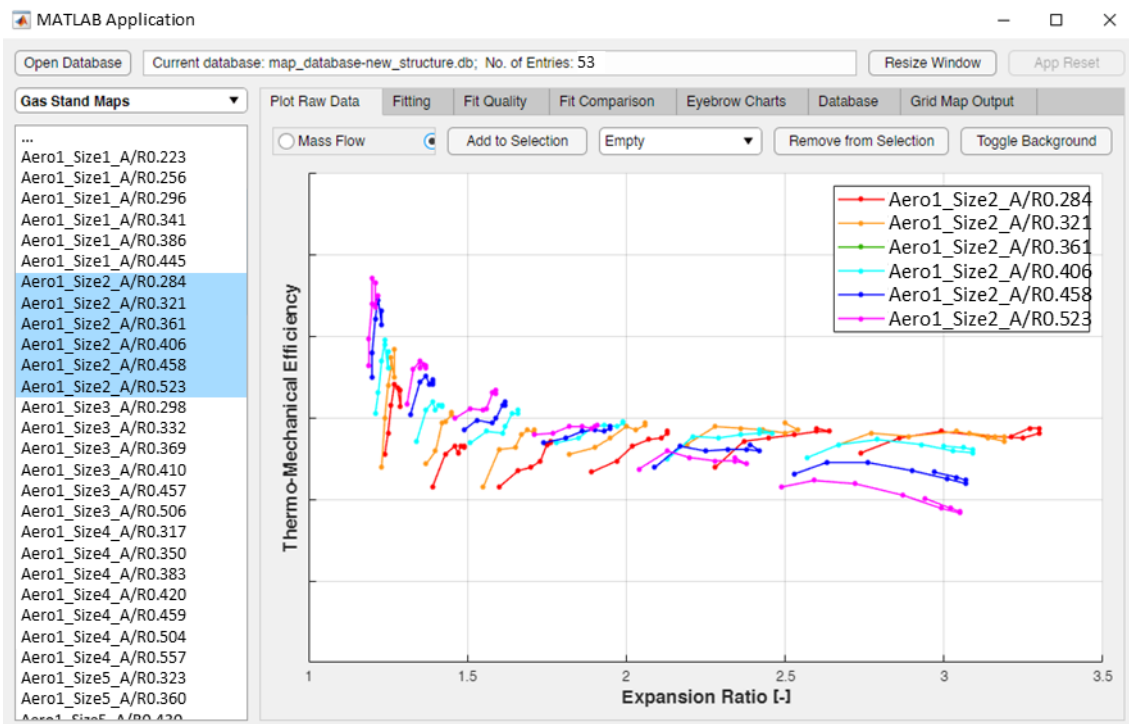 MATLAB Application
Open Database
Current database: map_database-new_structure.db; No. of Entries: 53
Resize Window
App Reset
Gas Stand Maps
Plot Raw Data
Fitting
Fit Quality
Fit Comparison
Eyebrow Charts
Database
Grid Map Output
Mass Flow
Add to Selection
Empty
Remove from Selection
Toggle Background
...
Aero1_Size1_A/R0.223
Aero1_Size1_A/R0.256
Aero1_Size1_A/R0.296
Aero1_Size1_A/R0.341
Aero1_Size1_A/R0.386
Aero1_Size1_A/R0.445
Aero1_Size2_A/R0.284
Aero1_Size2_A/R0.321
Aero1_Size2_A/R0.361
Aero1_Size2_A/R0.406
Aero1_Size2_A/R0.458
Aero1_Size2_A/R0.523
Aero1_Size3_A/R0.298
Aero1_Size3_A/R0.332
Aero1_Size3_A/R0.369
Aero1_Size3_A/R0.410
Aero1_Size3_A/R0.457
Aero1_Size3_A/R0.506
Aero1_Size4_A/R0.317
Aero1_Size4_A/R0.350
Aero1_Size4_A/R0.383
Aero1_Size4_A/R0.420
Aero1_Size4_A/R0.459
Aero1_Size4_A/R0.504
Aero1_Size4_A/R0.557
Aero1_Size5_A/R0.323
Aero1_Size5_A/R0.360
Aero1_Size2_A/R0.284
Aero1_Size2_A/R0.321
Aero1_Size2_A/R0.361
Aero1_Size2_A/R0.406
Aero1_Size2_A/R0.458
Aero1_Size2_A/R0.523
Thermo-Mechanical Efficiency
1
1.5
2
2.5
3
3.5
Expansion Ratio [-]